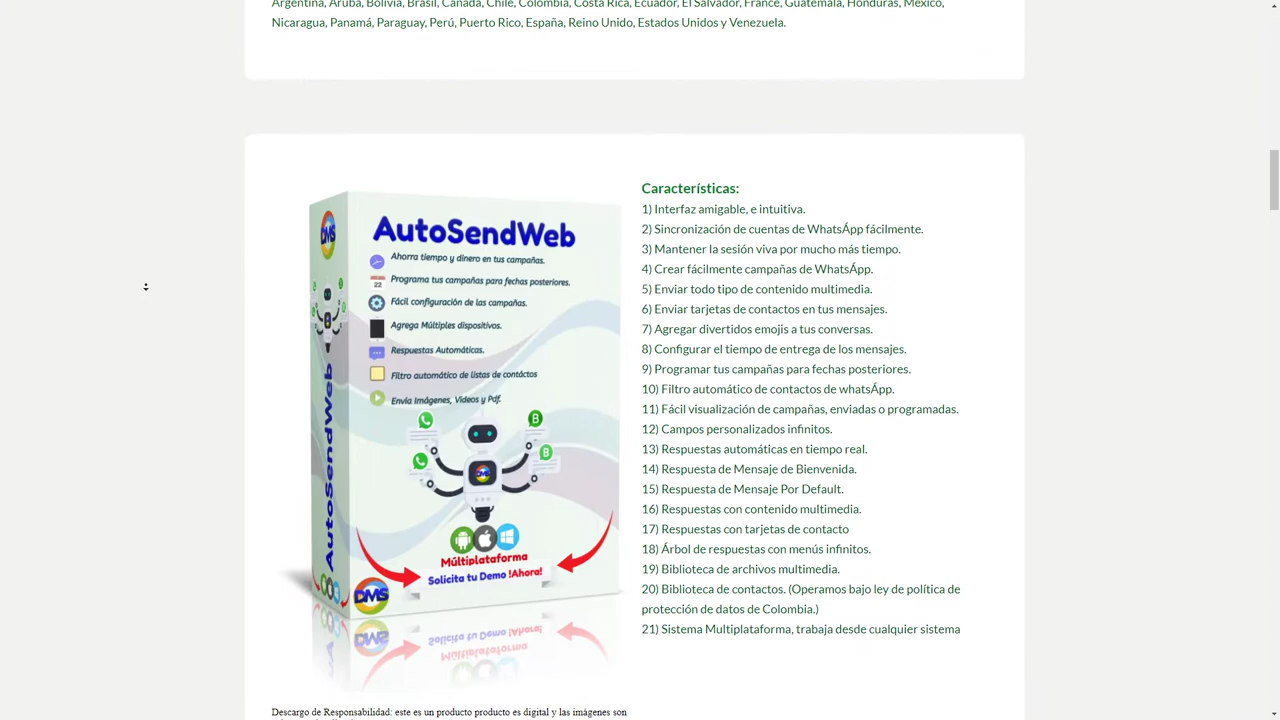 Argentina, Aruba, Bolivia, Brasil, Canadá, Chile, Colombia, Costa Rica, Ecuador, El Salvador, France, Guatemala, Honduras, México,
Nicaragua, Panamá, Paraguay, Perú, Puerto Rico, España, Reino Unido, Estados Unidos y Venezuela.
DMS
AutoSendWeb
Ahorra tiempo y dinero en tus campañas.
22
Programa tus campañas para fechas posteriores.
Fácil configuración de las campañas.
Agrega Múltiples dispositivos.
Respuestas Automáticas.
Filtro automático de listas de contáctos
Envía Imágenes, Vídeos y Pdf.
B
B
DMS
AutoSendWeb
Múltiplataforma
Solicita tu Demo !Ahora!
DMS
Características:
1) Interfaz amigable, e intuitiva.
2) Sincronización de cuentas de WhatsÁpp fácilmente.
3) Mantener la sesión viva por mucho más tiempo.
4) Crear fácilmente campañas de WhatsÁpp.
5) Enviar todo tipo de contenido multimedia.
6) Enviar tarjetas de contactos en tus mensajes.
7) Agregar divertidos emojis a tus conversas.
8) Configurar el tiempo de entrega de los mensajes.
9) Programar tus campañas para fechas posteriores.
10) Filtro automático de contactos de whatsÁpp.
11) Fácil visualización de campañas, enviadas o programadas.
12) Campos personalizados infinitos.
13) Respuestas automáticas en tiempo real.
14) Respuesta de Mensaje de Bienvenida.
15) Respuesta de Mensaje Por Default.
16) Respuestas con contenido multimedia.
17) Respuestas con tarjetas de contacto
18) Árbol de respuestas con menús infinitos.
19) Biblioteca de archivos multimedia.
20) Biblioteca de contactos. (Operamos bajo ley de política de
protección de datos de Colombia.)
21) Sistema Multiplataforma, trabaja desde cualquier sistema
Descargo de Responsabilidad: este es un producto producto es digital y las imágenes son